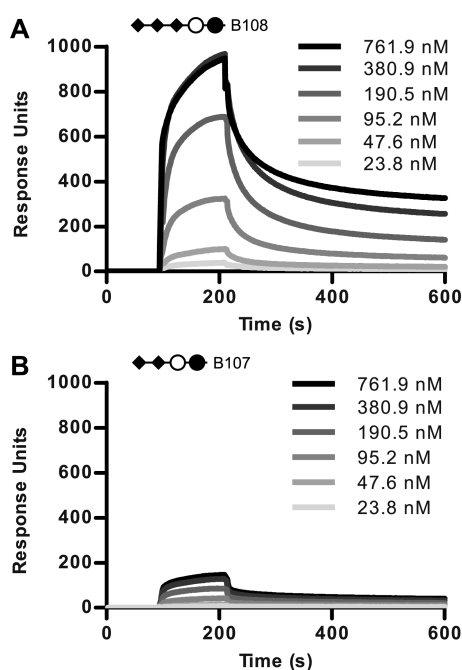 A
B108
1000
800
600
400
200
0
Response Units
0 200 400 600
Time (s)
761.9 nM
380.9 nM
190.5 nM
95.2 nM
47.6 nM
23.8 nM
B
B107
1000
800
600
400
200
0
Response Units
0 200 400 600
Time (s)
761.9 nM
380.9 nM
190.5 nM
95.2 nM
47.6 nM
23.8 nM